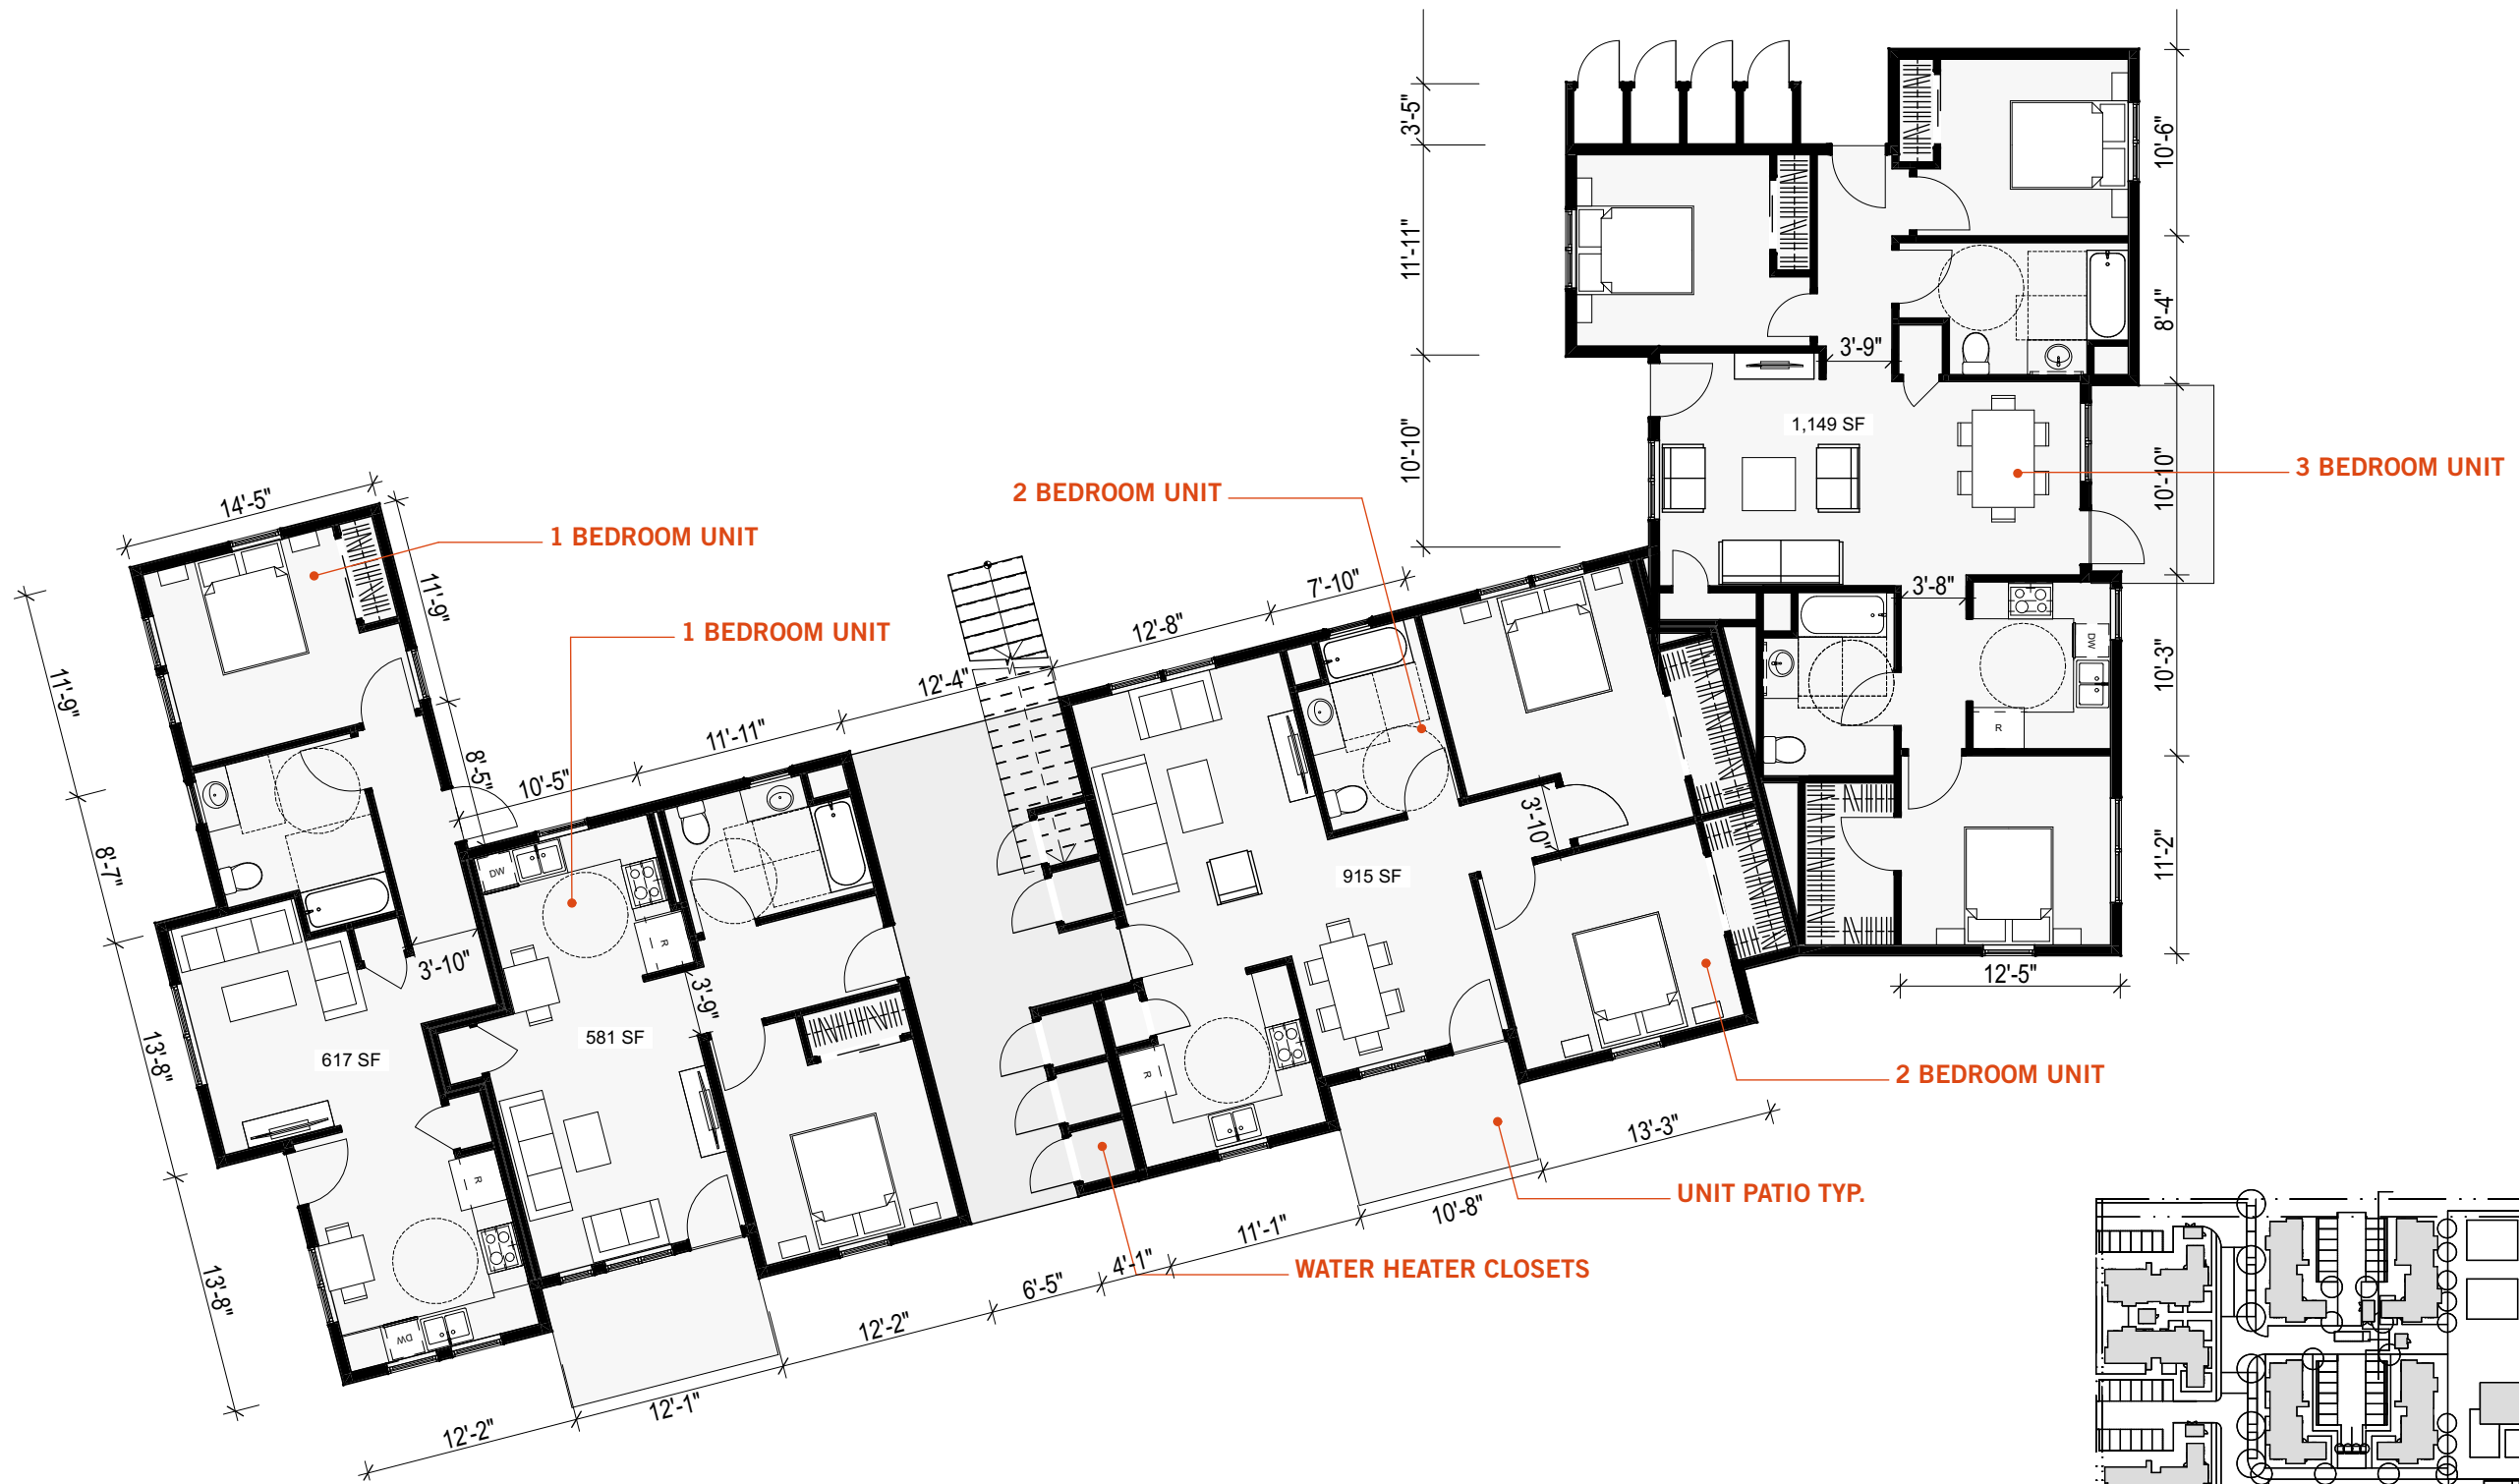 3'-5"
10'-6"
11'-11"
8'-4"
3'-9"
10'-10"
1,149 SF
10'-10"
3 BEDROOM UNIT
2 BEDROOM UNIT
14'-5"
1 BEDROOM UNIT
11'-9"
7'-10"
12'-8"
3'-8"
1 BEDROOM UNIT
DW
10'-3"
12'-4"
11'-9"
11'-11"
R
8'-5"
10'-5"
3'-10"
11'-2"
8'-7"
DW
915 SF
R
3'-10"
3'-9"
12'-5"
581 SF
617 SF
13'-8"
R
2 BEDROOM UNIT
13'-3"
R
UNIT PATIO TYP.
10'-8"
11'-1"
4'-1"
WATER HEATER CLOSETS
6'-5"
13'-8"
12'-2"
DW
12'-1"
12'-2"